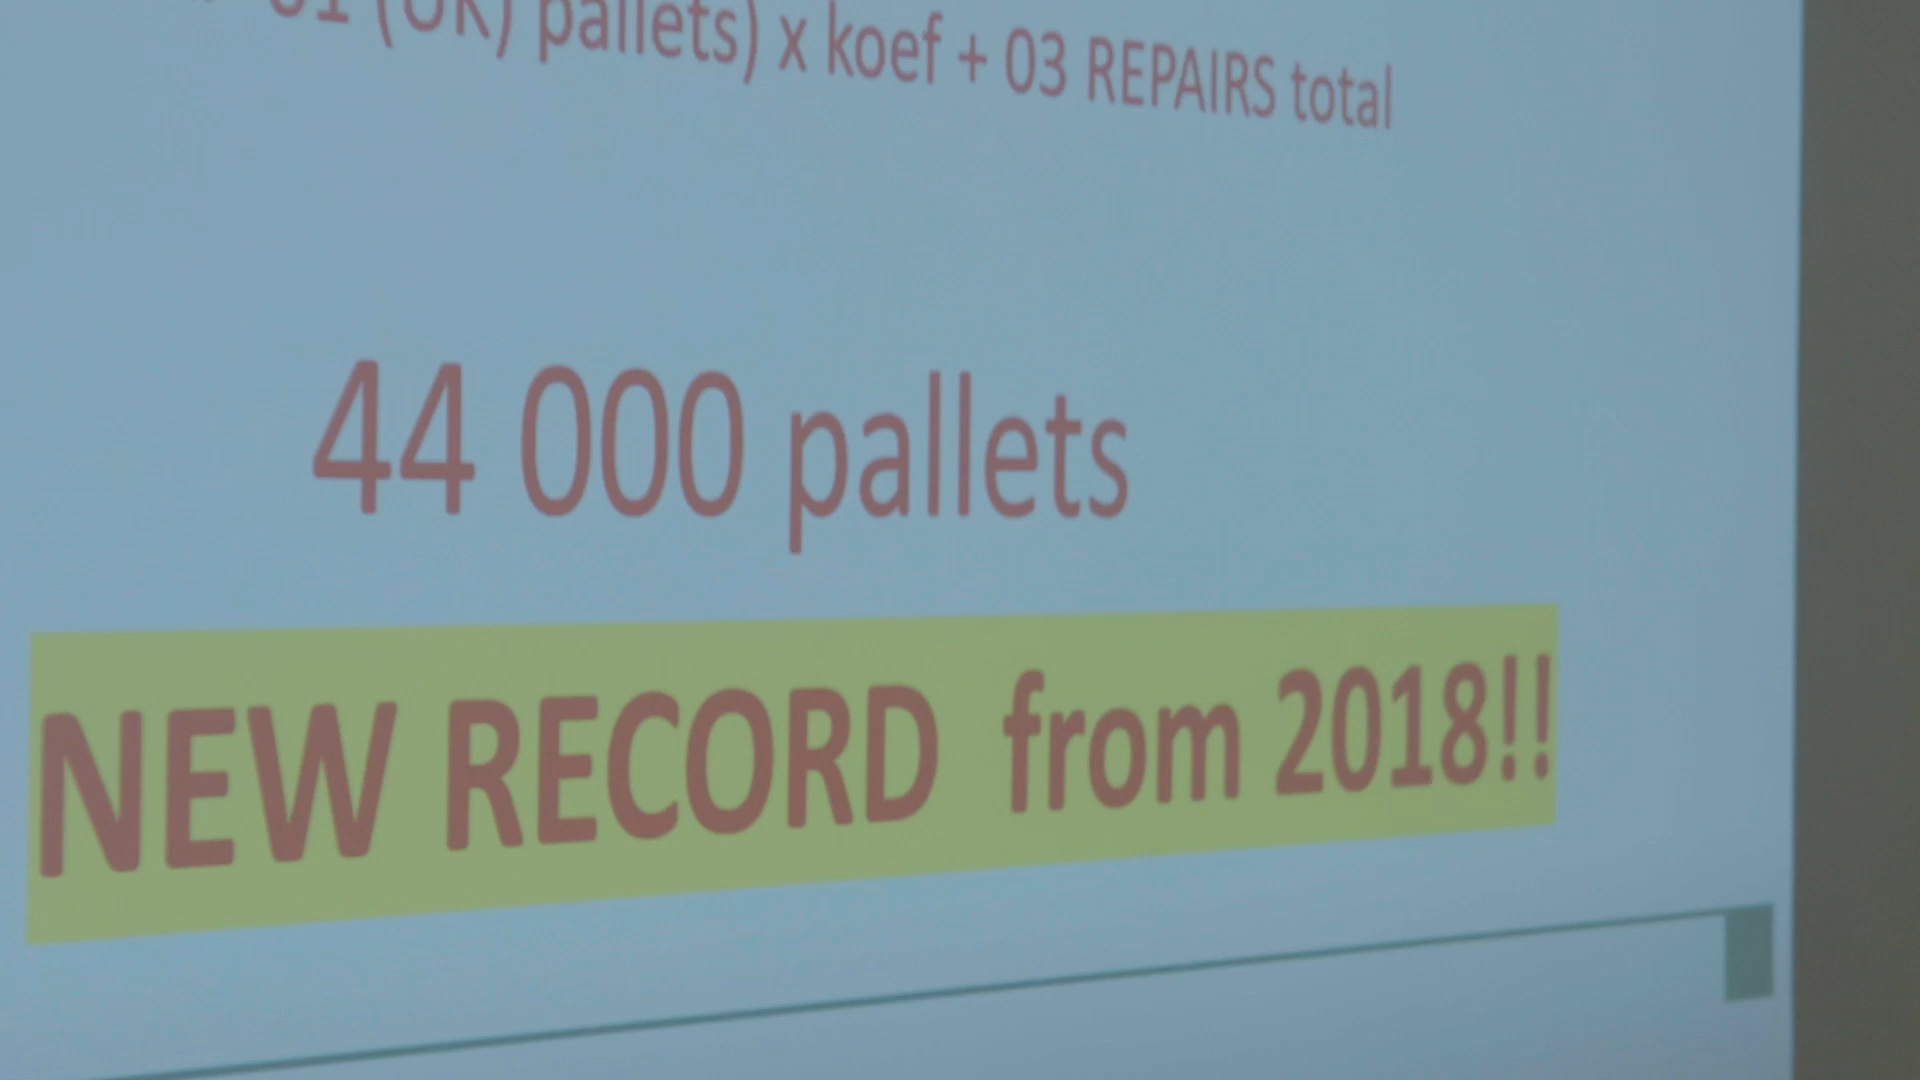 pallets) x koef + 03 REPAIRS total
44 000 pallets
NEW RECORD from 2018!!